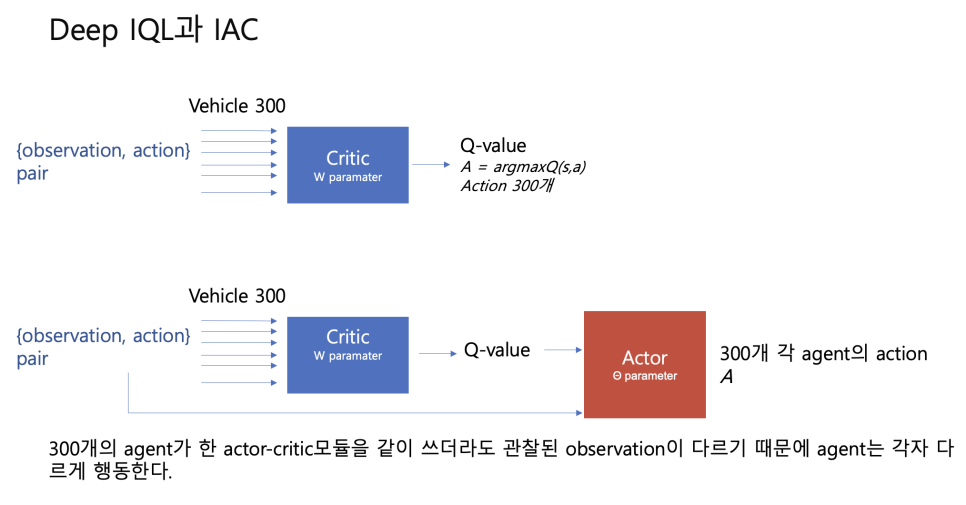 Deep IQL과 IAC
Vehicle 300
{observation, action}
pair
Critic
W paramater
Q-value
A = argmaxQ(s,a)
Action 300개
Vehicle 300
{observation, action}
pair
Critic
W paramater
Q-value
Actor
Θ parameter
300개 각 agent의 action
A
300개의 agent가 한 actor-critic모듈을 같이 쓰더라도 관찰된 observation이 다르기 때문에 agent는 각자 다
르게 행동한다.